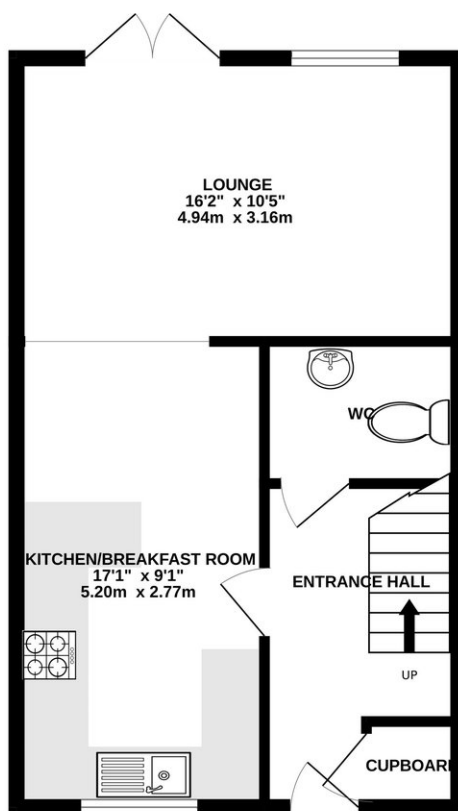 LOUNGE
16'2" x 10'5"
4.94m x 3.16m
WC
KITCHEN/BREAKFAST ROOM
17'1" x 9'1"
5.20m x 2.77m
ENTRANCE HALL
UP
CUPBOARD